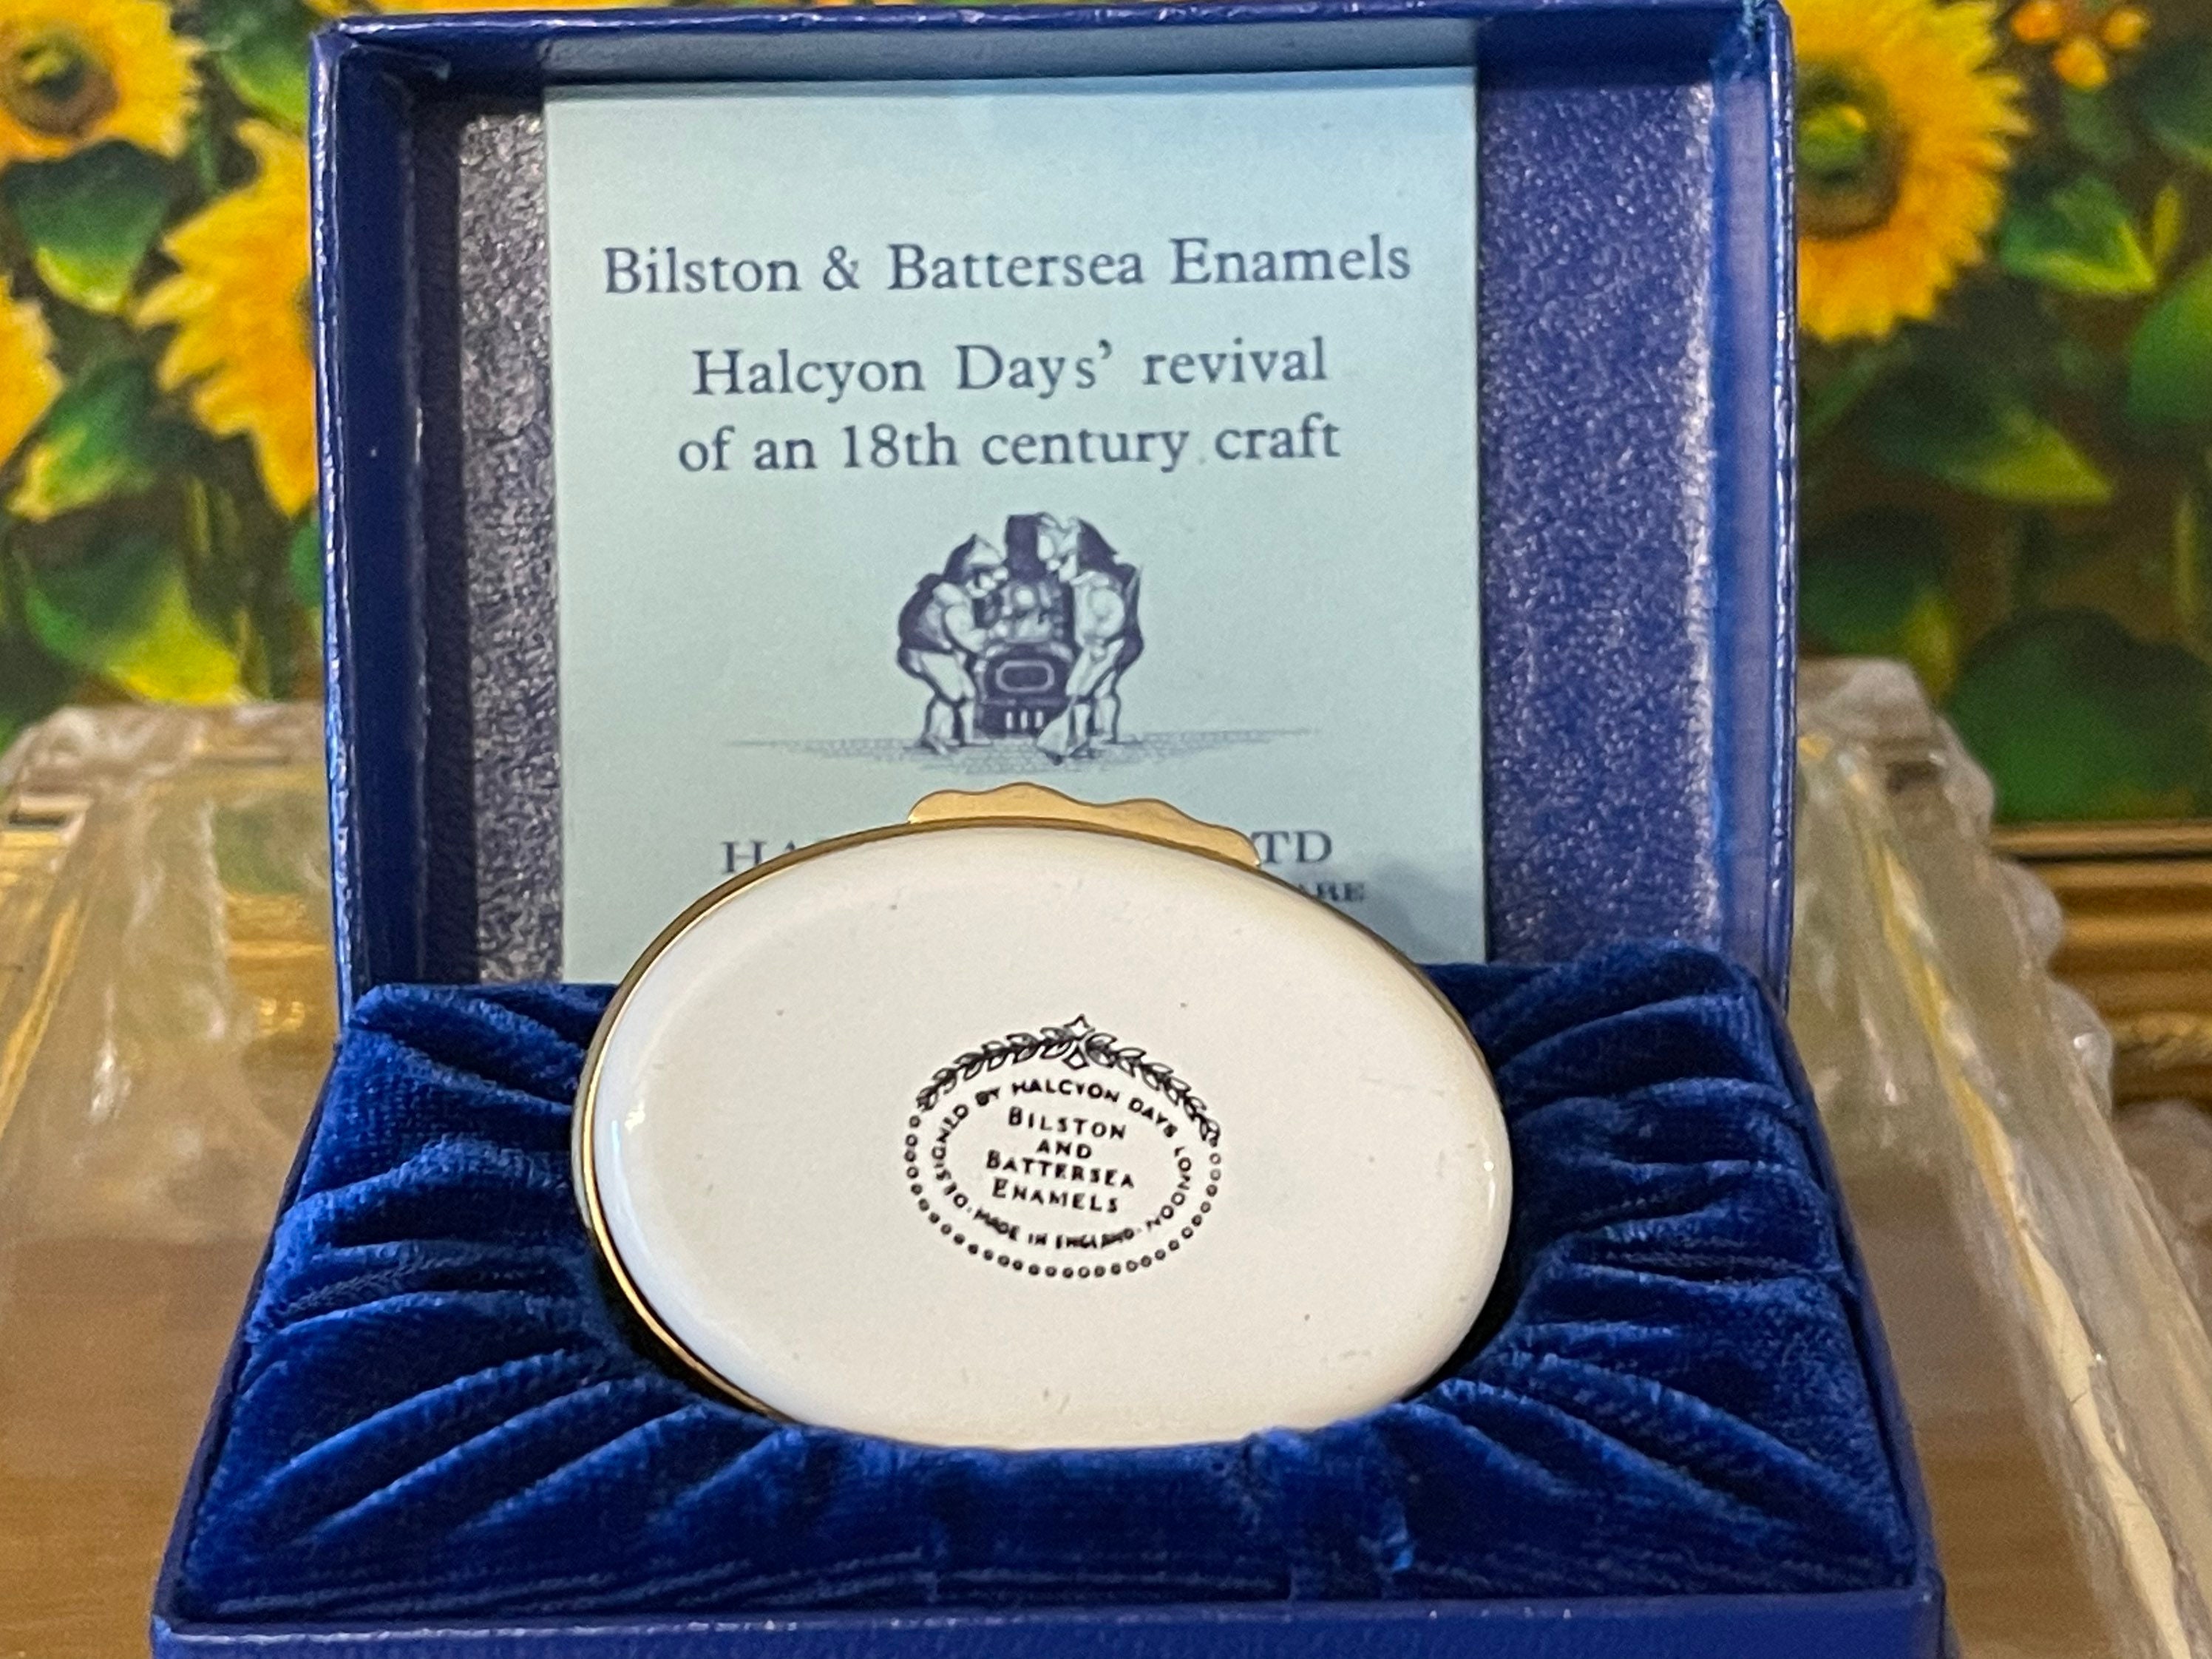 Bilston & Battersea Enamels
Halcyon Days' revival
of an 18th century craft
DESIGNED BY HALCYON DAYS LONDON · MADE IN ENGLAND ·
BILSTON
AND
BATTERSEA
ENAMELS